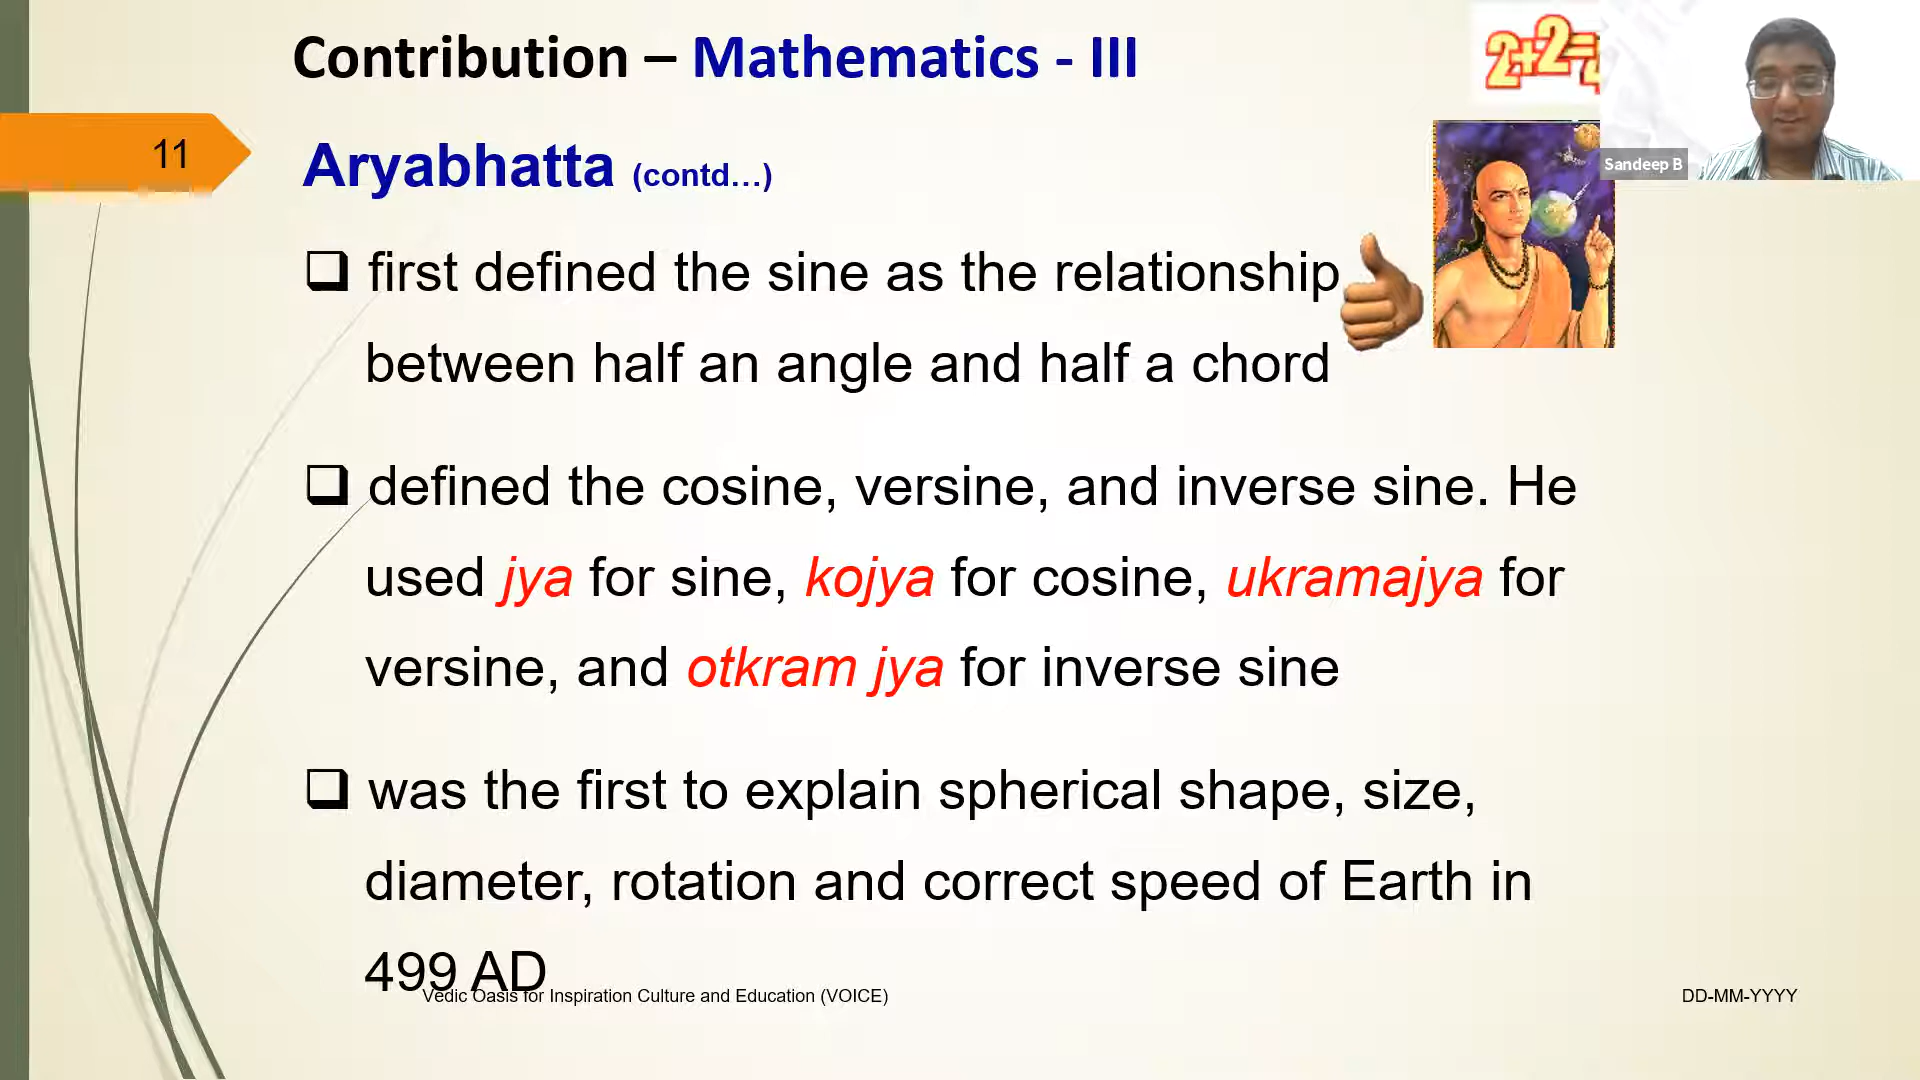 Contribution – Mathematics - III
2+2=4
Sandeep B
11
Aryabhatta (contd...)
first defined the sine as the relationship
between half an angle and half a chord
defined the cosine, versine, and inverse sine. He
used jya for sine, kojya for cosine, ukramajya for
versine, and otkram jya for inverse sine
was the first to explain spherical shape, size,
diameter, rotation and correct speed of Earth in
499 AD
Vedic Oasis for Inspiration Culture and Education (VOICE)
DD-MM-YYYY